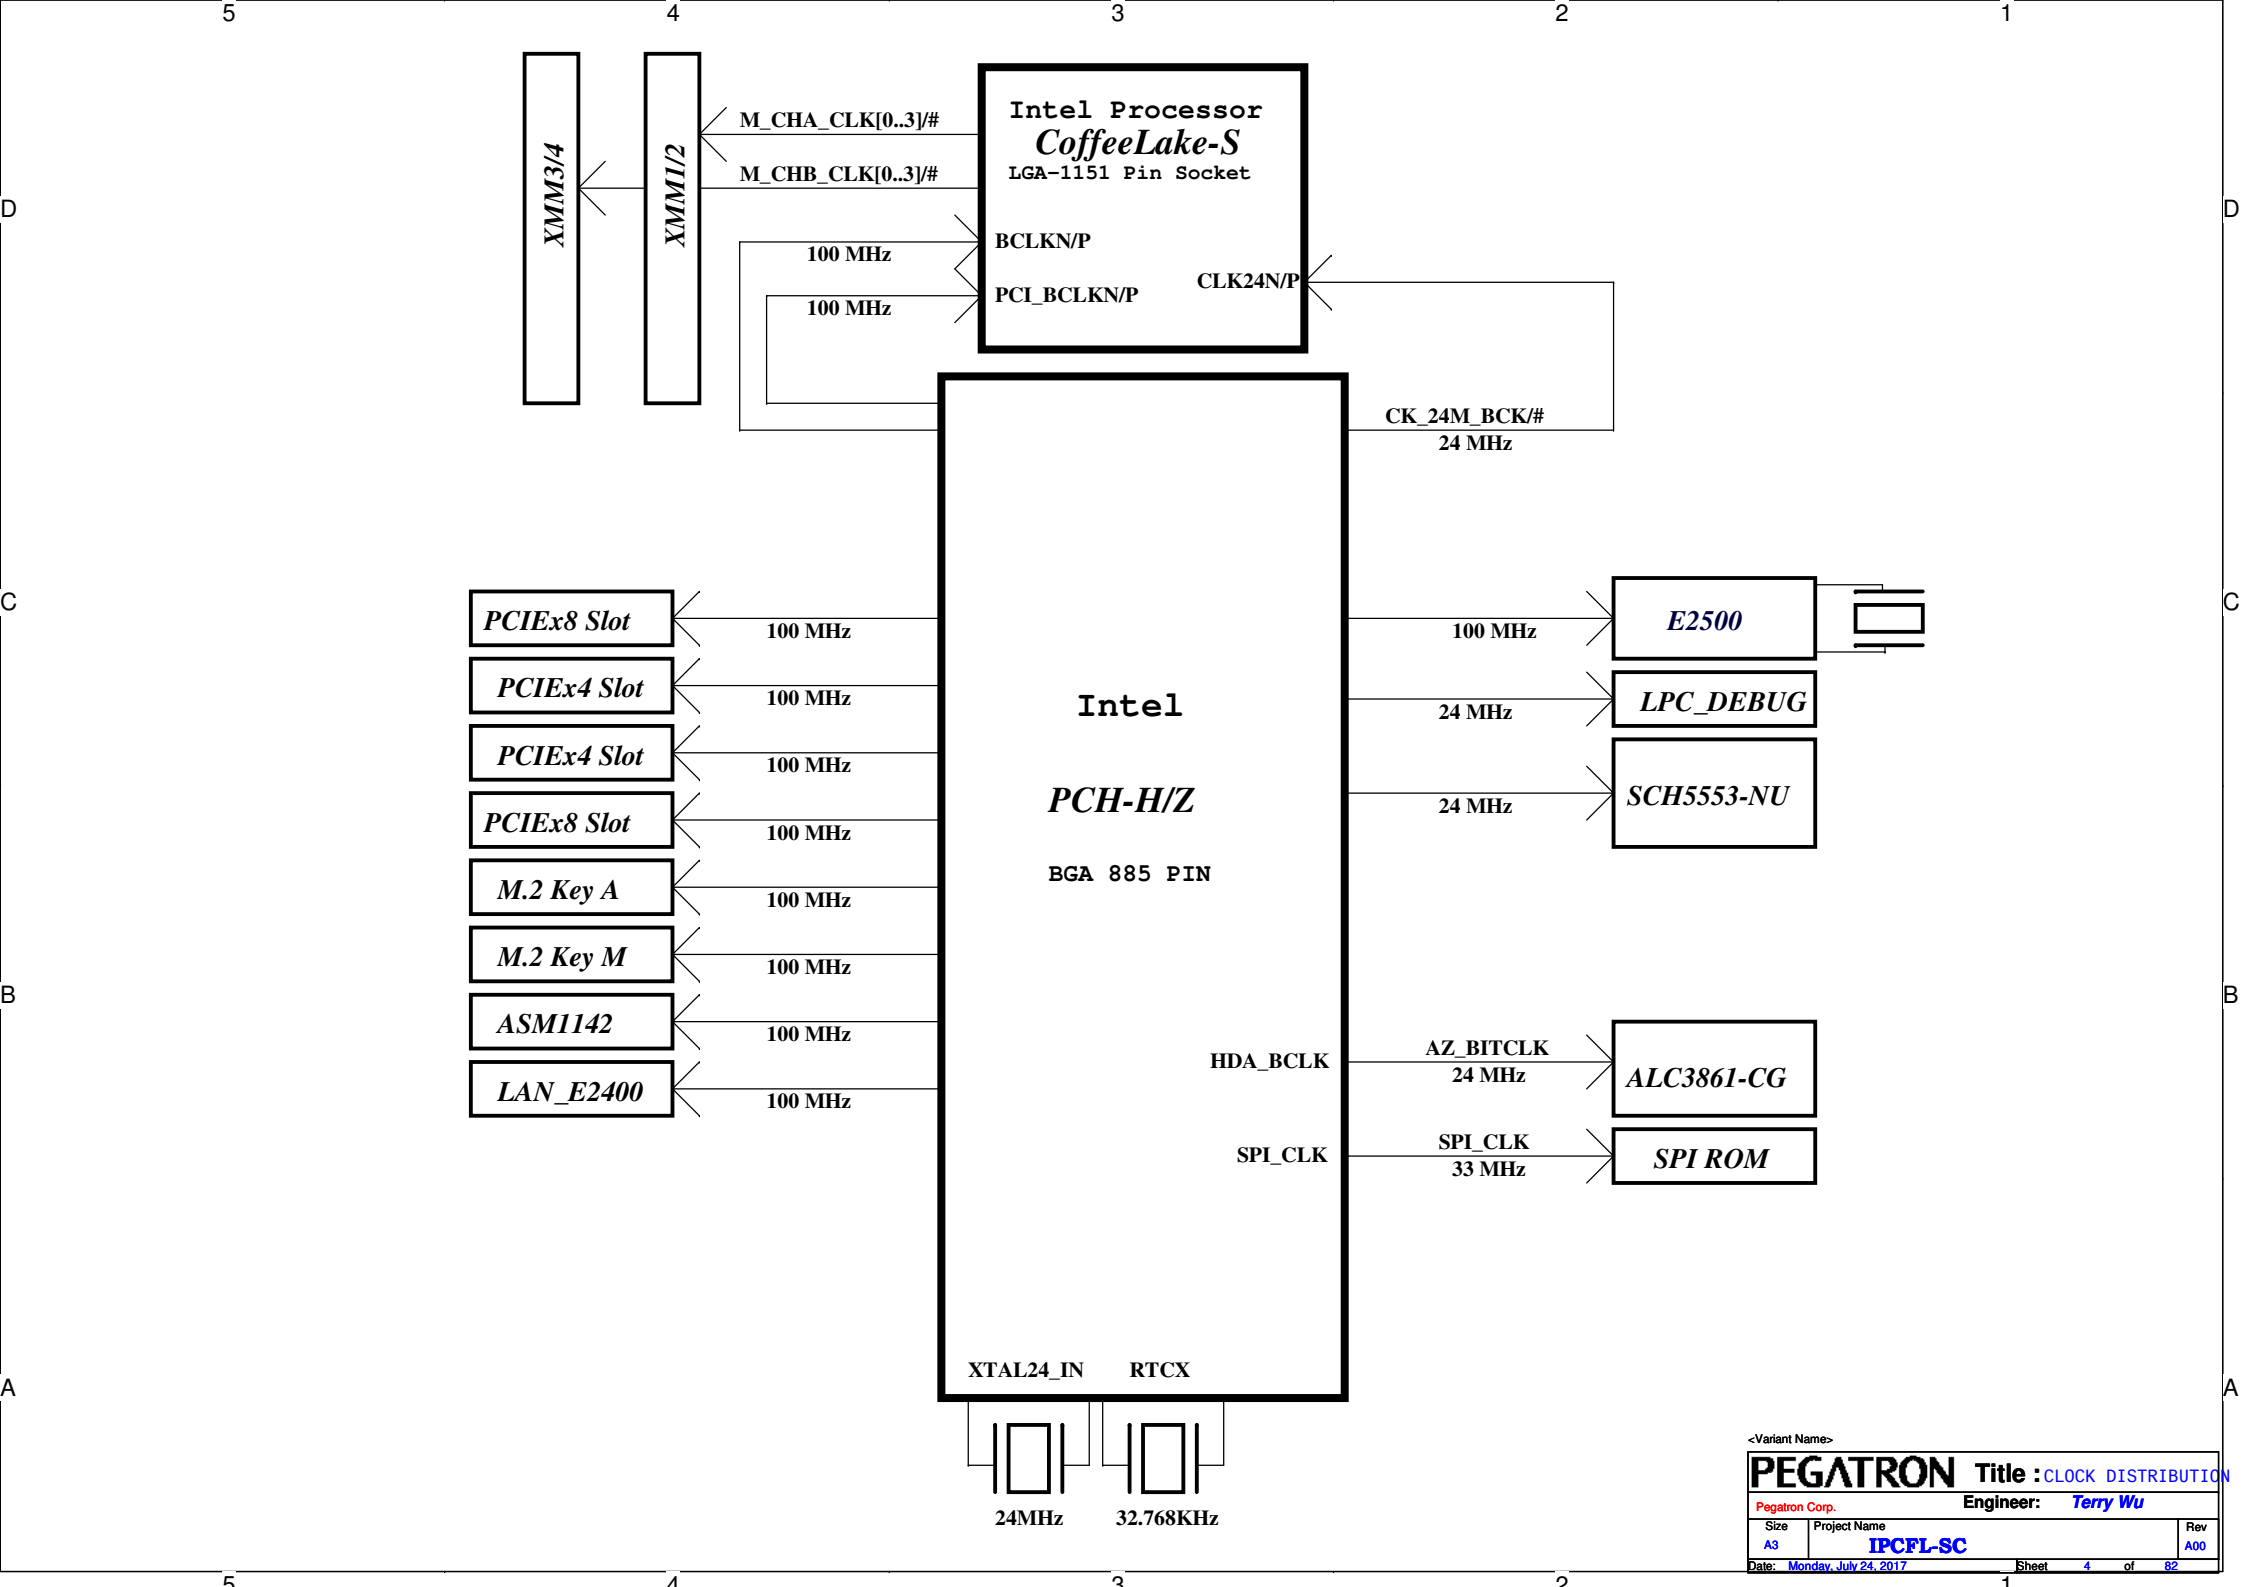 5 4 3 2 1
D D
C C
B B
A A
XMM3/4
XMM1/2
M_CHA_CLK[0..3]/#
M_CHB_CLK[0..3]/#
Intel Processor
CoffeeLake-S
LGA-1151 Pin Socket
BCLKN/P
100 MHz
PCI_BCLKN/P
100 MHz
CLK24N/P
CK_24M_BCK/#
24 MHz
PCIEx8 Slot
100 MHz
PCIEx4 Slot
100 MHz
PCIEx4 Slot
100 MHz
PCIEx8 Slot
100 MHz
M.2 Key A
100 MHz
M.2 Key M
100 MHz
ASM1142
100 MHz
LAN_E2400
100 MHz
Intel
PCH-H/Z
BGA 885 PIN
100 MHz
E2500
24 MHz
LPC_DEBUG
24 MHz
SCH5553-NU
HDA_BCLK
AZ_BITCLK
24 MHz
ALC3861-CG
SPI_CLK
SPI_CLK
33 MHz
SPI ROM
XTAL24_IN
RTCX
24MHz
32.768KHz
<Variant Name>
PEGATRON Title : CLOCK DISTRIBUTION
Pegatron Corp. Engineer: Terry Wu
Size Project Name Rev
A3 IPCFL-SC A00
Date: Monday, July 24, 2017 Sheet 4 of 82
5 4 3 2 1